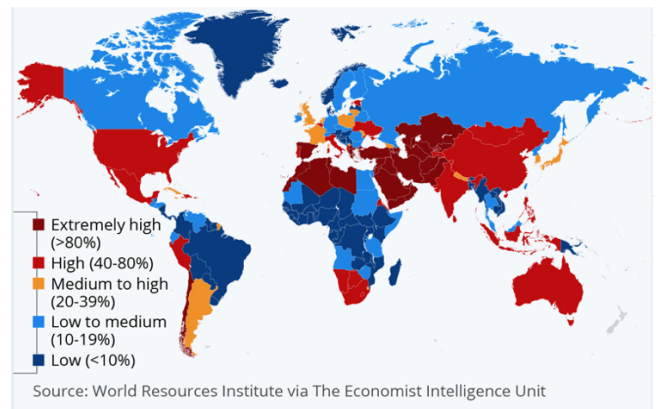 Extremely high
(>80%)
High (40-80%)
Medium to high
(20-39%)
Low to medium
(10-19%)
Low (<10%)
Source: World Resources Institute via The Economist Intelligence Unit